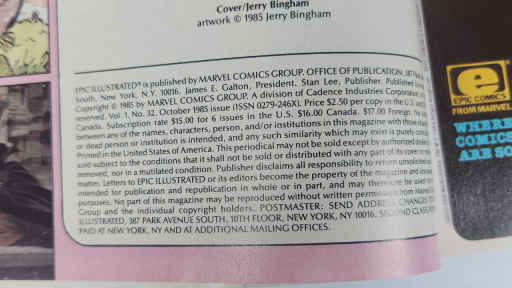 Cover/Jerry Bingham
artwork © 1985 Jerry Bingham
EPIC ILLUSTRATED® is published by MARVEL COMICS GROUP. OFFICE OF PUBLICATION, 387
South, New York, N.Y. 10016. James E. Galton, President. Stan Lee, Publisher. Published
Copyright © 1985 by MARVEL COMICS GROUP. A division of Cadence Industries Corporation.
reserved. Vol. 1, No. 32, October 1985 issue (ISSN 0279-246X). Price $2.50 per copy in the U.S. and
Canada. Subscription rate $15.00 for 6 issues in the U.S. $16.00 Canada. $17.00 Foreign. No
between any of the names, characters, person, and/or institutions in this magazine with those of
or dead person or institution is intended, and any such similarity which may exist is purely
Printed in the United States of America. This periodical may not be sold except by authorized dealers
sold subject to the conditions that it shall not be sold or distributed with any part of its cover
removed, nor in a mutilated condition. Publisher disclaims all responsibility to return unsolicited
matter. Letters to EPIC ILLUSTRATED or its editors become the property of the magazine and
intended for publication and republication in whole or in part, and may therefore be used
purposes. No part of this magazine may be reproduced without written permission from
Group and the individual copyright holders. POSTMASTER: SEND ADDRESS CHANGES TO
ILLUSTRATED, 387 PARK AVENUE SOUTH, 10TH FLOOR, NEW YORK, NY 10016. SECOND CLASS
PAID AT NEW YORK, NY AND AT ADDITIONAL MAILING OFFICES.
e
EPIC COMICS
FROM MARVEL
WHERE
COMICS
ARE SO